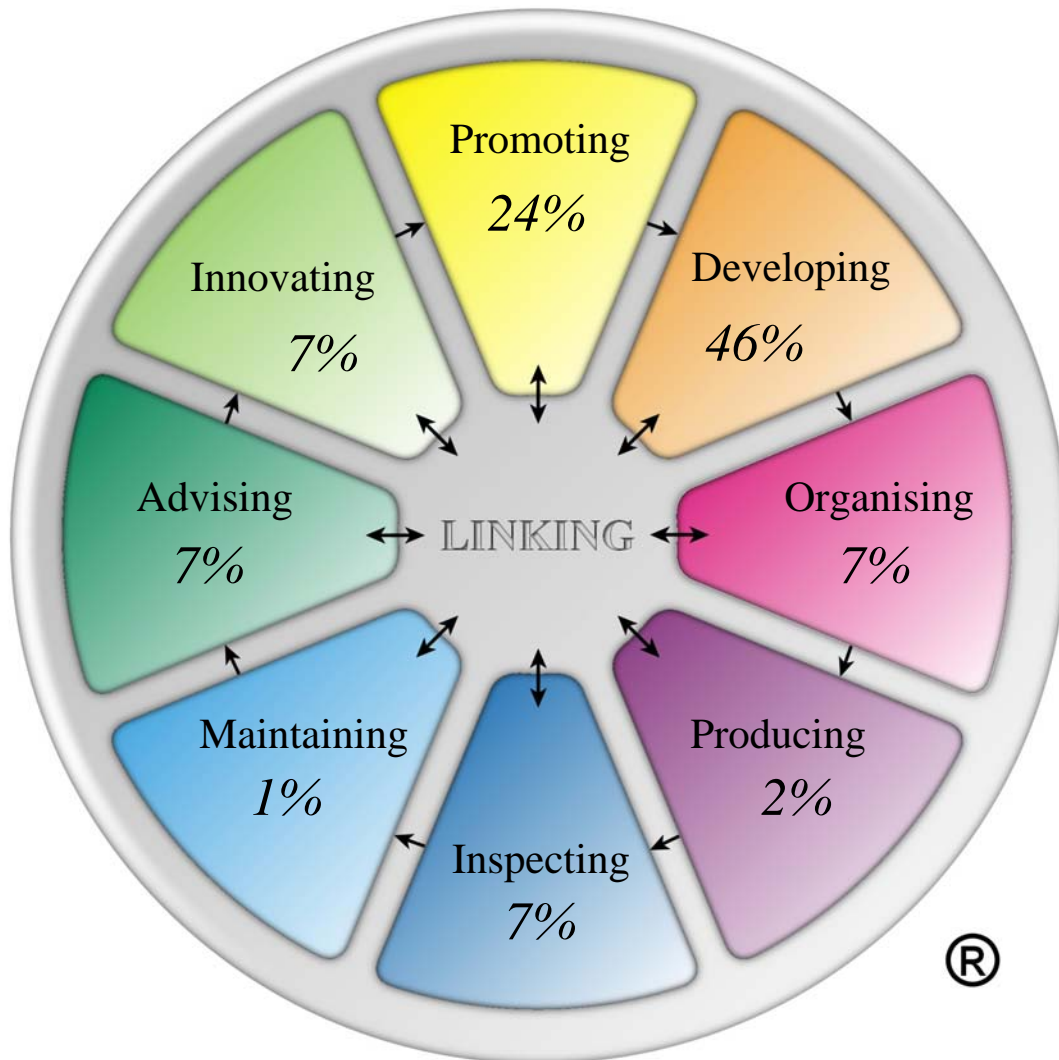 Promoting
24%
Developing
46%
Organising
7%
Producing
2%
Inspecting
7%
Maintaining
1%
Advising
7%
Innovating
7%
LINKING
®